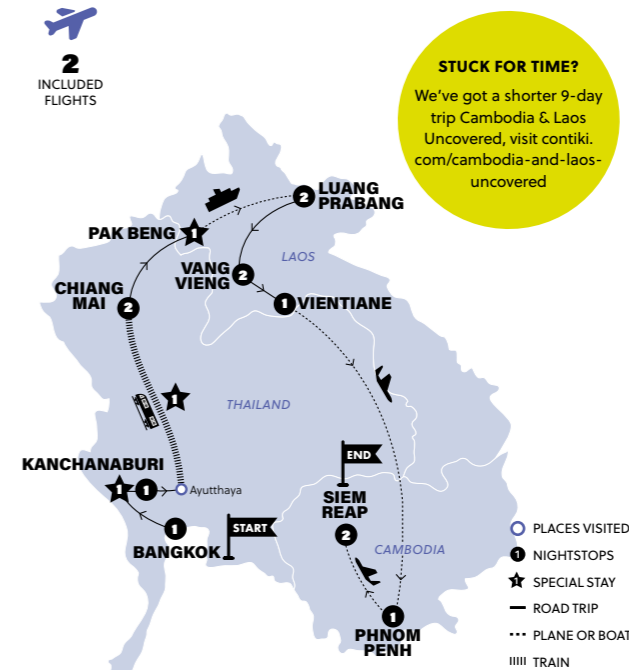 2
INCLUDED
FLIGHTS
STUCK FOR TIME?
We've got a shorter 9-day
trip Cambodia & Laos
Uncovered, visit contiki.
com/cambodia-and-laos-
uncovered
2
LUANG
PRABANG
PAK BENG
1
LAOS
VANG
VIENG
2
CHIANG
MAI
2
1
VIENTIANE
1
THAILAND
KANCHANABURI
1
1
Ayutthaya
END
SIEM
REAP
2
START
1
BANGKOK
CAMBODIA
1
PHNOM
PENH
PLACES VISITED
1
NIGHTSTOPS
1
SPECIAL STAY
ROAD TRIP
PLANE OR BOAT
TRAIN